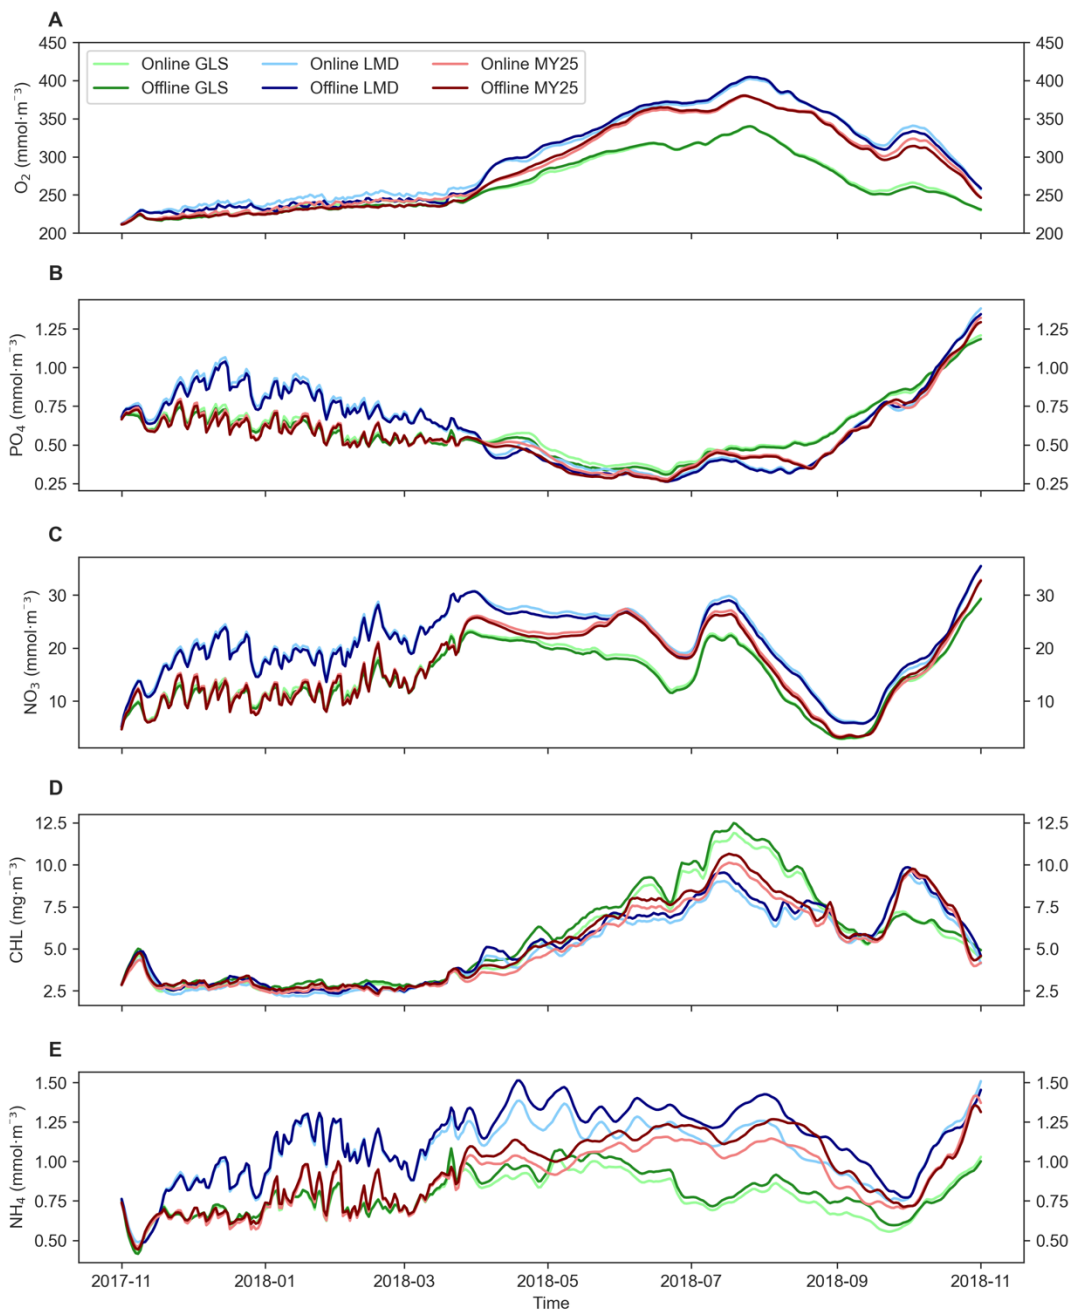 A
450 450
Online GLS Online LMD Online MY25
Offline GLS Offline LMD Offline MY25
400 400
350 350
300 300
250 250
200 200
O₂ (mmol·m⁻³)
B
1.25 1.25
1.00 1.00
0.75 0.75
0.50 0.50
0.25 0.25
PO₄ (mmol·m⁻³)
C
30 30
20 20
10 10
NO₃ (mmol·m⁻³)
D
12.5 12.5
10.0 10.0
7.5 7.5
5.0 5.0
2.5 2.5
CHL (mg·m⁻³)
E
1.50 1.50
1.25 1.25
1.00 1.00
0.75 0.75
0.50 0.50
NH₄ (mmol·m⁻³)
2017-11 2018-01 2018-03 2018-05 2018-07 2018-09 2018-11
Time